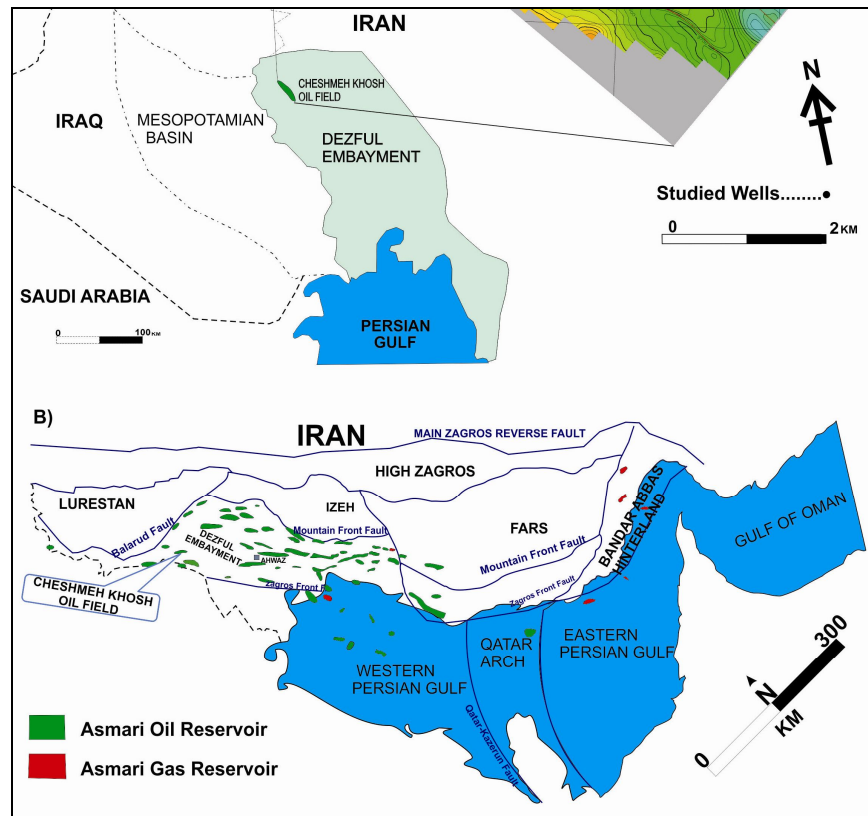 IRAN
CHESHMEH KHOSH
OIL FIELD
IRAQ
MESOPOTAMIAN
BASIN
DEZFUL
EMBAYMENT
N
Studied Wells......
0 2 KM
SAUDI ARABIA
0 100 KM
PERSIAN
GULF
B)
IRAN
MAIN ZAGROS REVERSE FAULT
HIGH ZAGROS
LURESTAN
IZEH
Balarud Fault
Mountain Front Fault
DEZFUL
EMBAYMENT
AHWAZ
FARS
Mountain Front Fault
BANDAR ABBAS
HINTERLAND
GULF OF OMAN
CHESHMEH KHOSH
OIL FIELD
Zagros Front F
Zagros Front Fault
WESTERN
PERSIAN GULF
QATAR
ARCH
EASTERN
PERSIAN GULF
Qatar-Kazerun Fault
Asmari Oil Reservoir
Asmari Gas Reservoir
N
0 300
KM